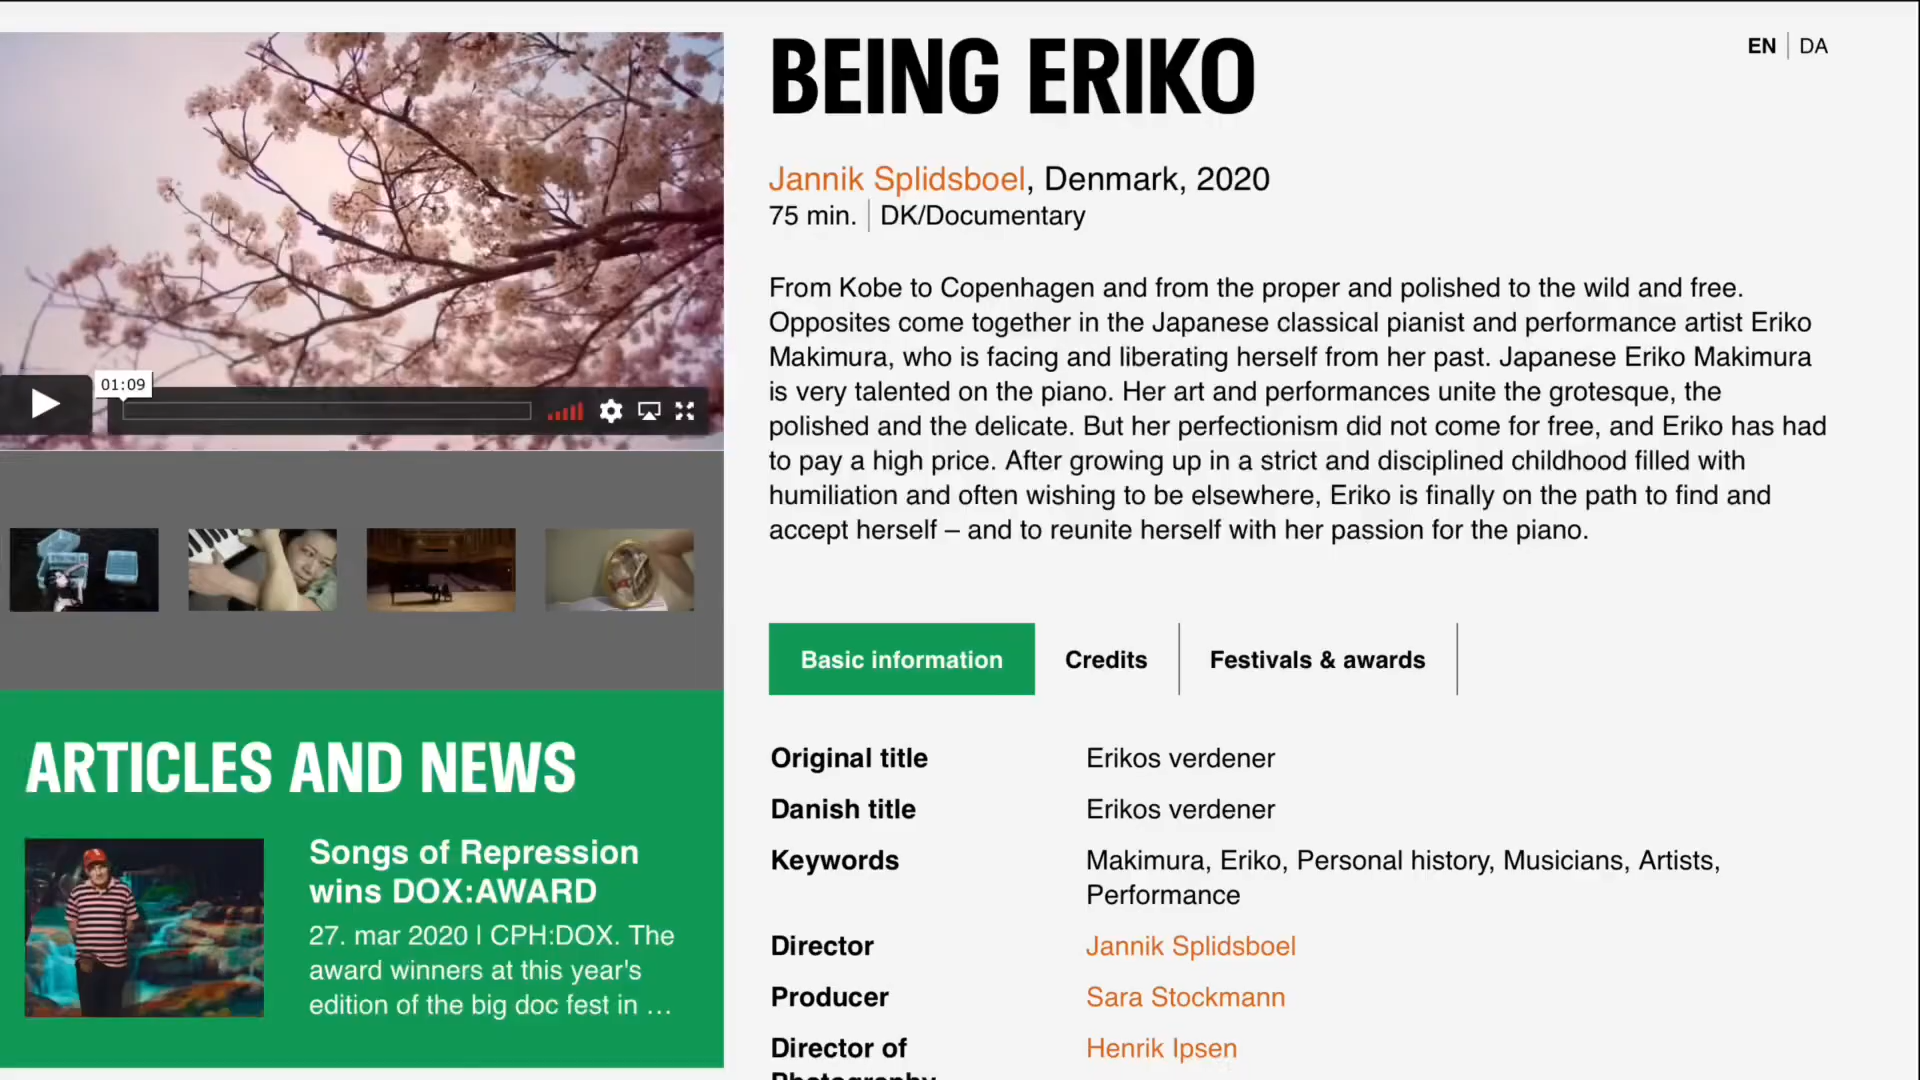 BEING ERIKO
EN | DA
Jannik Splidsboel, Denmark, 2020
75 min. | DK/Documentary
From Kobe to Copenhagen and from the proper and polished to the wild and free.
Opposites come together in the Japanese classical pianist and performance artist Eriko
Makimura, who is facing and liberating herself from her past. Japanese Eriko Makimura
is very talented on the piano. Her art and performances unite the grotesque, the
polished and the delicate. But her perfectionism did not come for free, and Eriko has had
to pay a high price. After growing up in a strict and disciplined childhood filled with
humiliation and often wishing to be elsewhere, Eriko is finally on the path to find and
accept herself – and to reunite herself with her passion for the piano.
01:09
Basic information
Credits
Festivals & awards
Original title
Erikos verdener
Danish title
Erikos verdener
Keywords
Makimura, Eriko, Personal history, Musicians, Artists,
Performance
Director
Jannik Splidsboel
Producer
Sara Stockmann
Director of
Photography
Henrik Ipsen
ARTICLES AND NEWS
Songs of Repression
wins DOX:AWARD
27. mar 2020 | CPH:DOX. The
award winners at this year's
edition of the big doc fest in ...